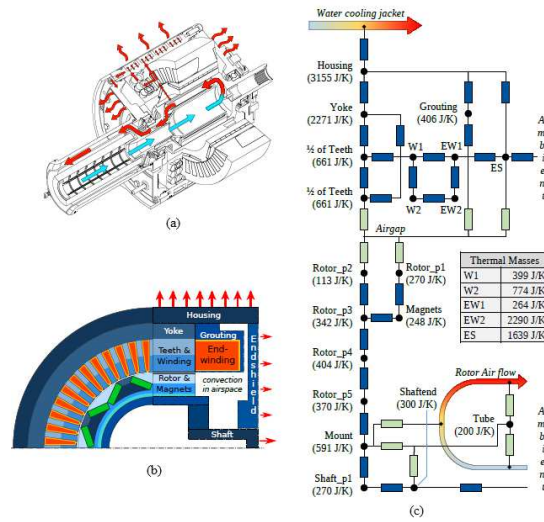 (a)
Housing
Yoke
Grouting
Teeth &
Winding
End-
winding
Rotor &
Magnets
convection
in airspace
Endshield
Shaft
(b)
Water cooling jacket
Housing
(3155 J/K)
Yoke
(2271 J/K)
Grouting
(406 J/K)
½ of Teeth
(661 J/K)
W1
EW1
ES
½ of Teeth
(661 J/K)
W2
EW2
Airgap
Rotor_p2
(113 J/K)
Rotor_p1
(270 J/K)
Rotor_p3
(342 J/K)
Magnets
(248 J/K)
Thermal Masses
W1 399 J/K
W2 774 J/K
EW1 264 J/K
EW2 2290 J/K
ES 1639 J/K
Rotor_p4
(404 J/K)
Rotor Air flow
Rotor_p5
(370 J/K)
Shaftend
(300 J/K)
Tube
(200 J/K)
Mount
(591 J/K)
Shaft_p1
(270 J/K)
(c)